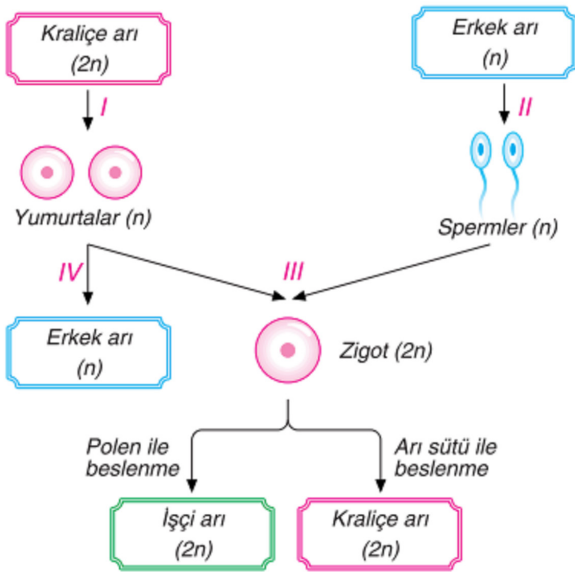 Kraliçe arı
(2n)
Erkek arı
(n)
I
II
Yumurtalar (n)
Spermler (n)
IV
III
Erkek arı
(n)
Zigot (2n)
Polen ile
beslenme
Arı sütü ile
beslenme
İşçi arı
(2n)
Kraliçe arı
(2n)